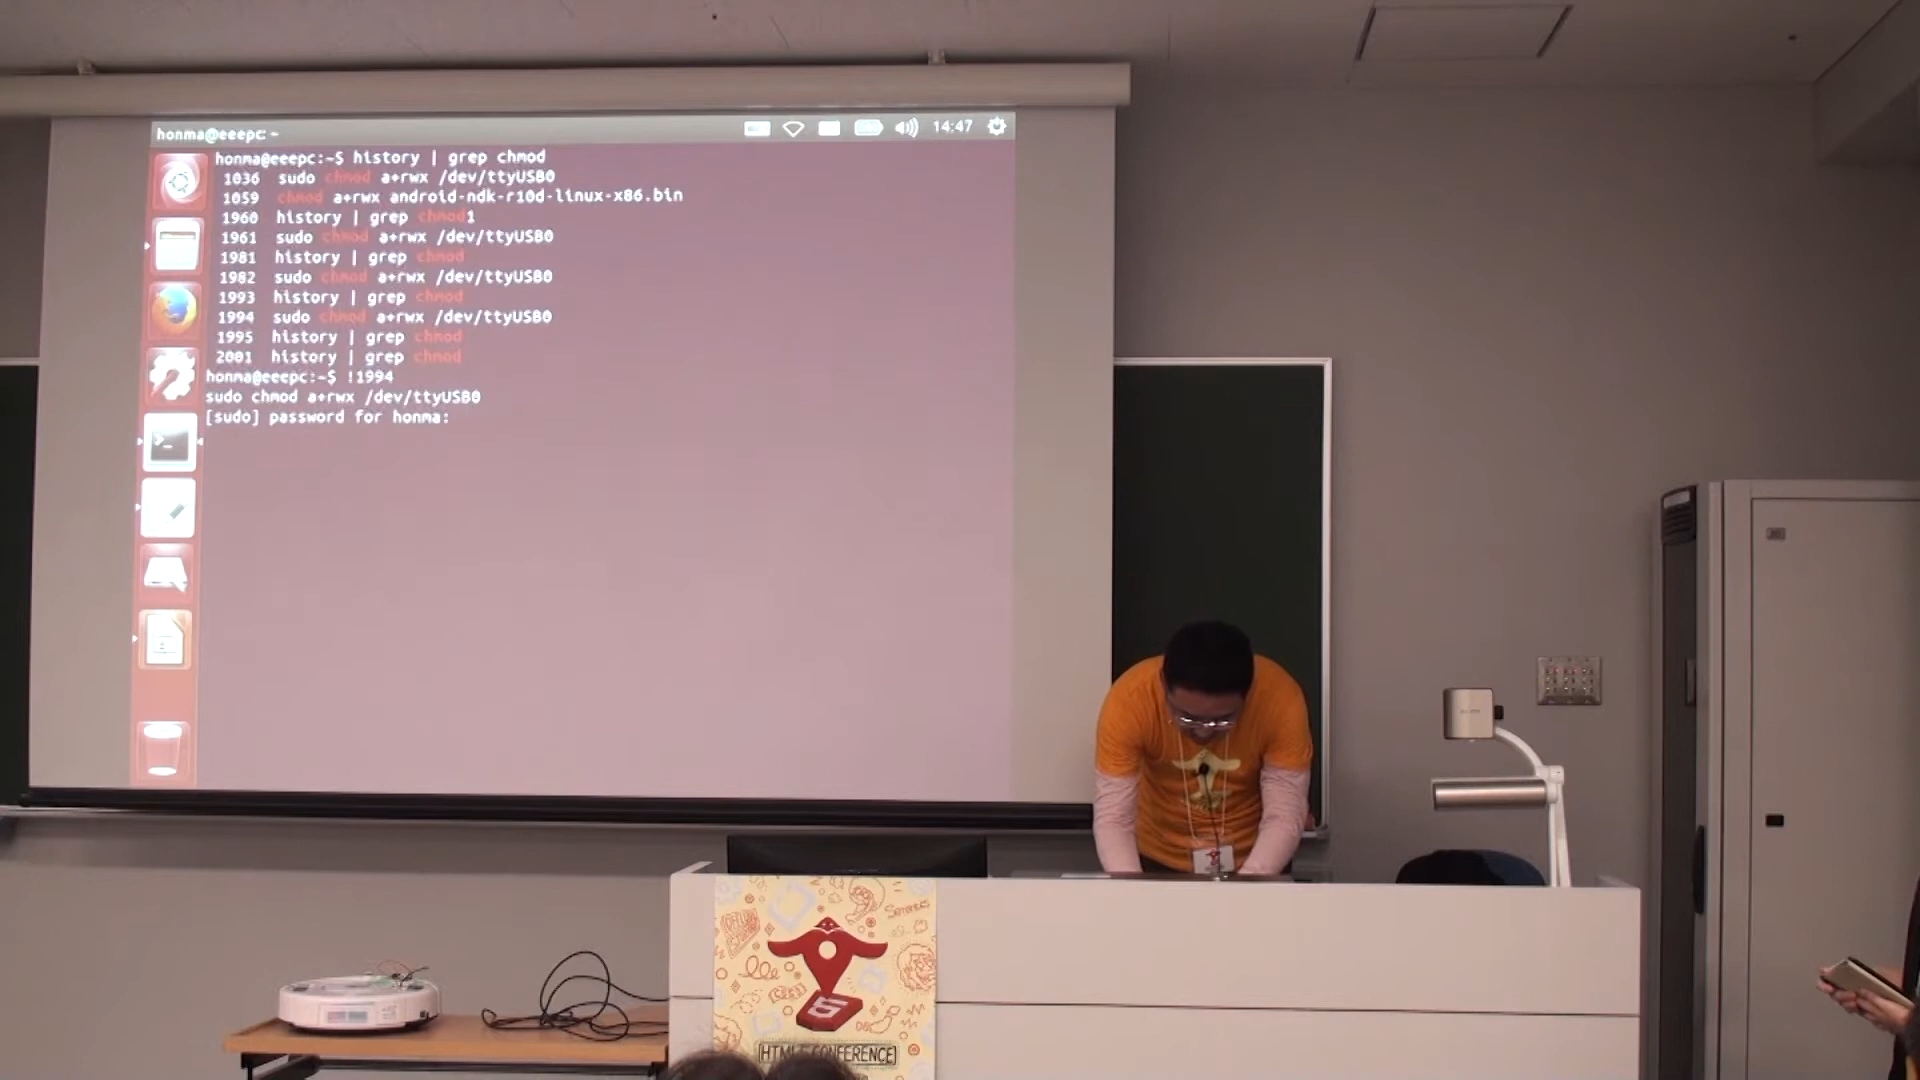 honma@eeepc: ~
14:47
honma@eeepc:~$ history | grep chmod
1036 sudo chmod a+rwx /dev/ttyUSB0
1059 chmod a+rwx android-ndk-r10d-linux-x86.bin
1960 history | grep chmod1
1961 sudo chmod a+rwx /dev/ttyUSB0
1981 history | grep chmod
1982 sudo chmod a+rwx /dev/ttyUSB0
1993 history | grep chmod
1994 sudo chmod a+rwx /dev/ttyUSB0
1995 history | grep chmod
2001 history | grep chmod
honma@eeepc:~$ !1994
sudo chmod a+rwx /dev/ttyUSB0
[sudo] password for honma:
CSS3
5
HTML5 CONFERENCE